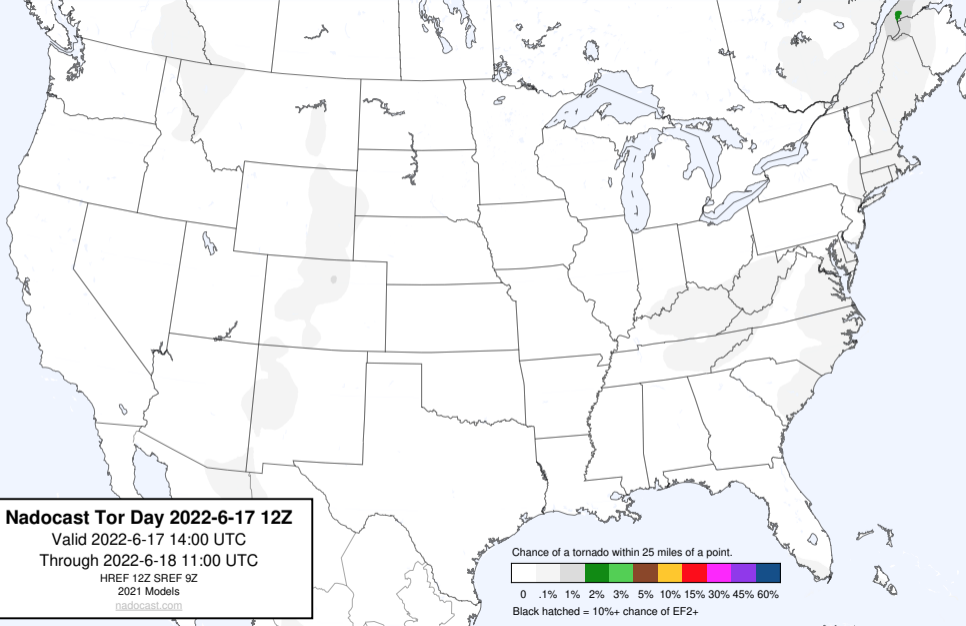 Nadocast Tor Day 2022-6-17 12Z
Valid 2022-6-17 14:00 UTC
Through 2022-6-18 11:00 UTC
HREF 12Z SREF 9Z
2021 Models
nadocast.com
Chance of a tornado within 25 miles of a point.
0 .1% 1% 2% 3% 5% 10% 15% 30% 45% 60%
Black hatched = 10%+ chance of EF2+